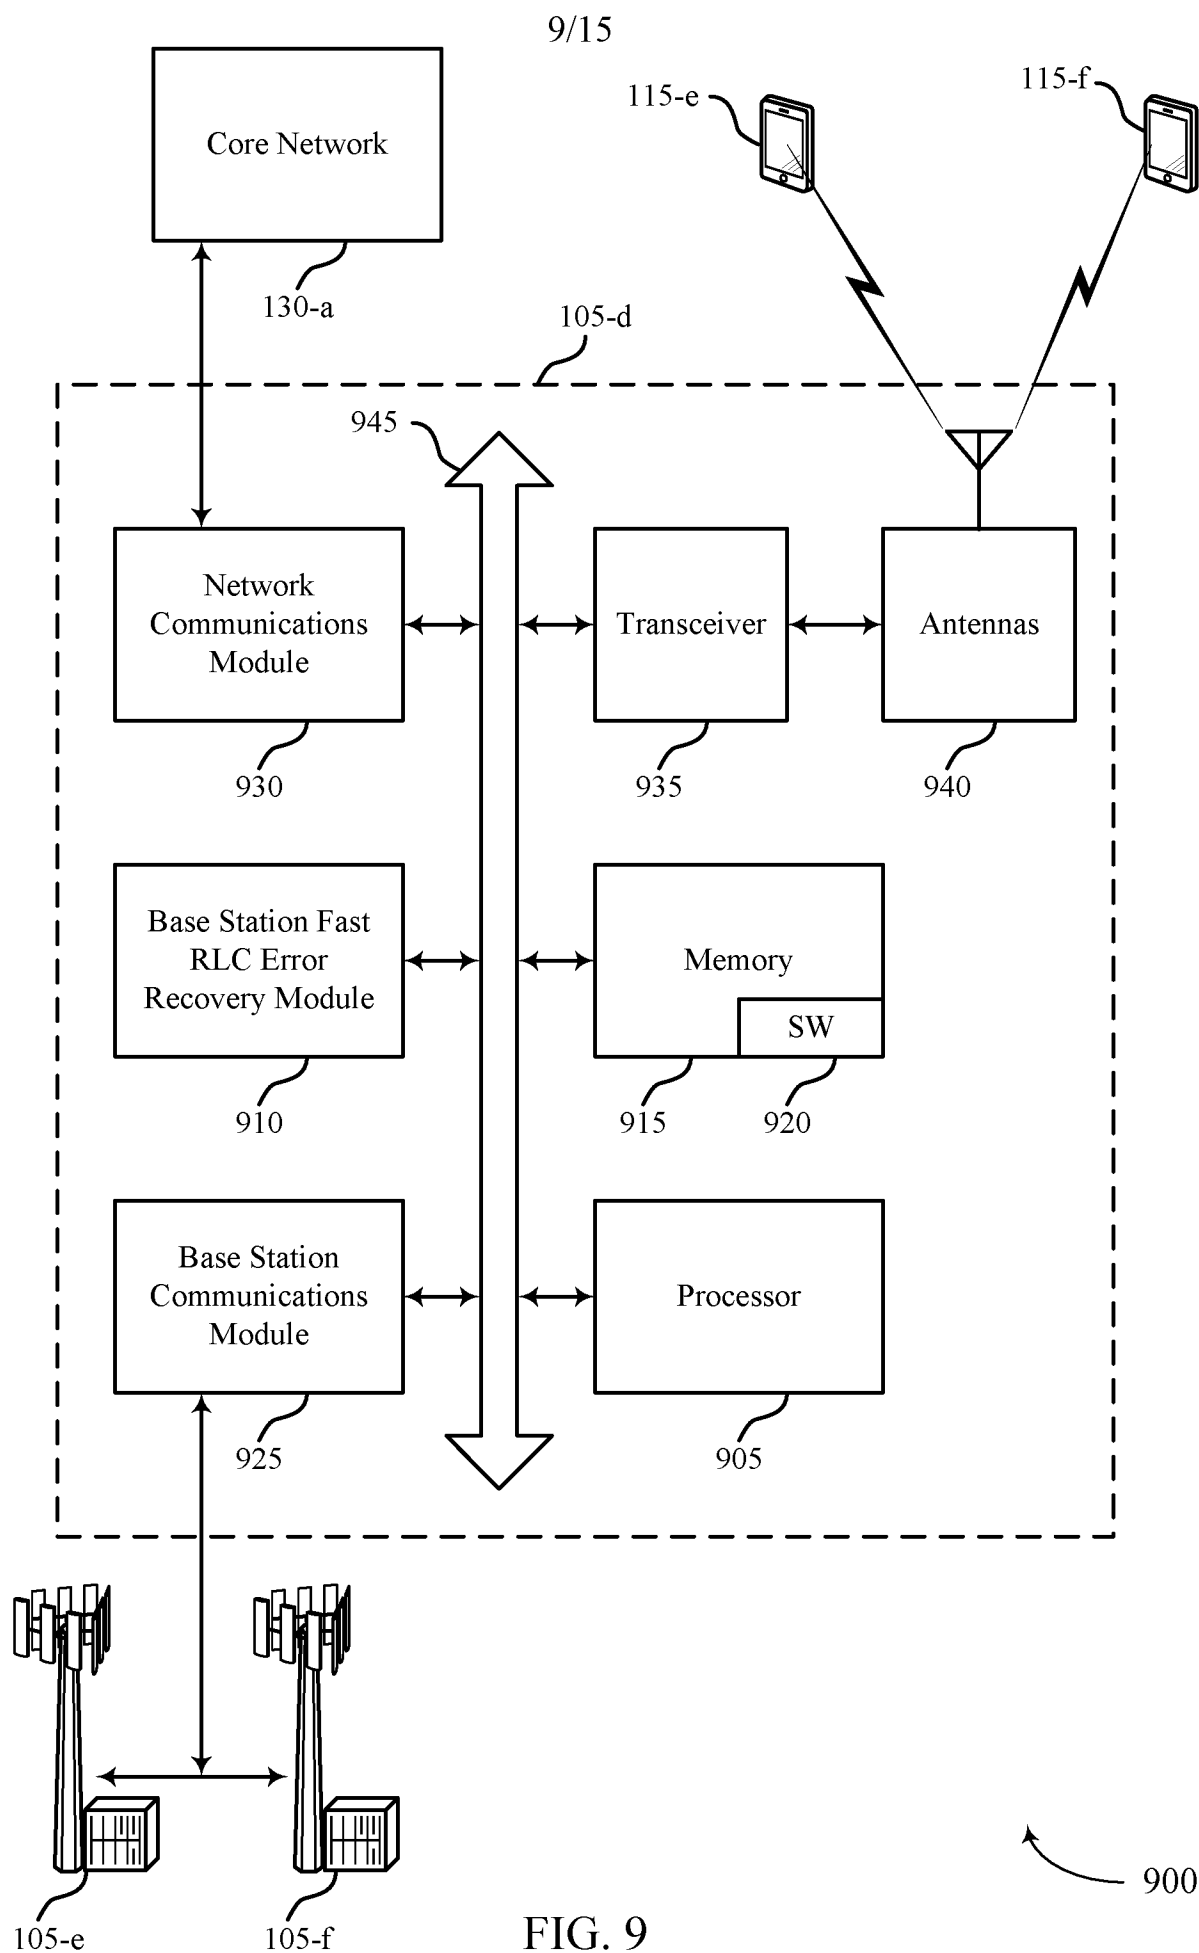 9/15
Core Network
130-a
115-e
115-f
105-d
945
Network
Communications
Module
930
Transceiver
935
Antennas
940
Base Station Fast
RLC Error
Recovery Module
910
Memory
SW
915
920
Base Station
Communications
Module
925
Processor
905
105-e
105-f
900
FIG. 9